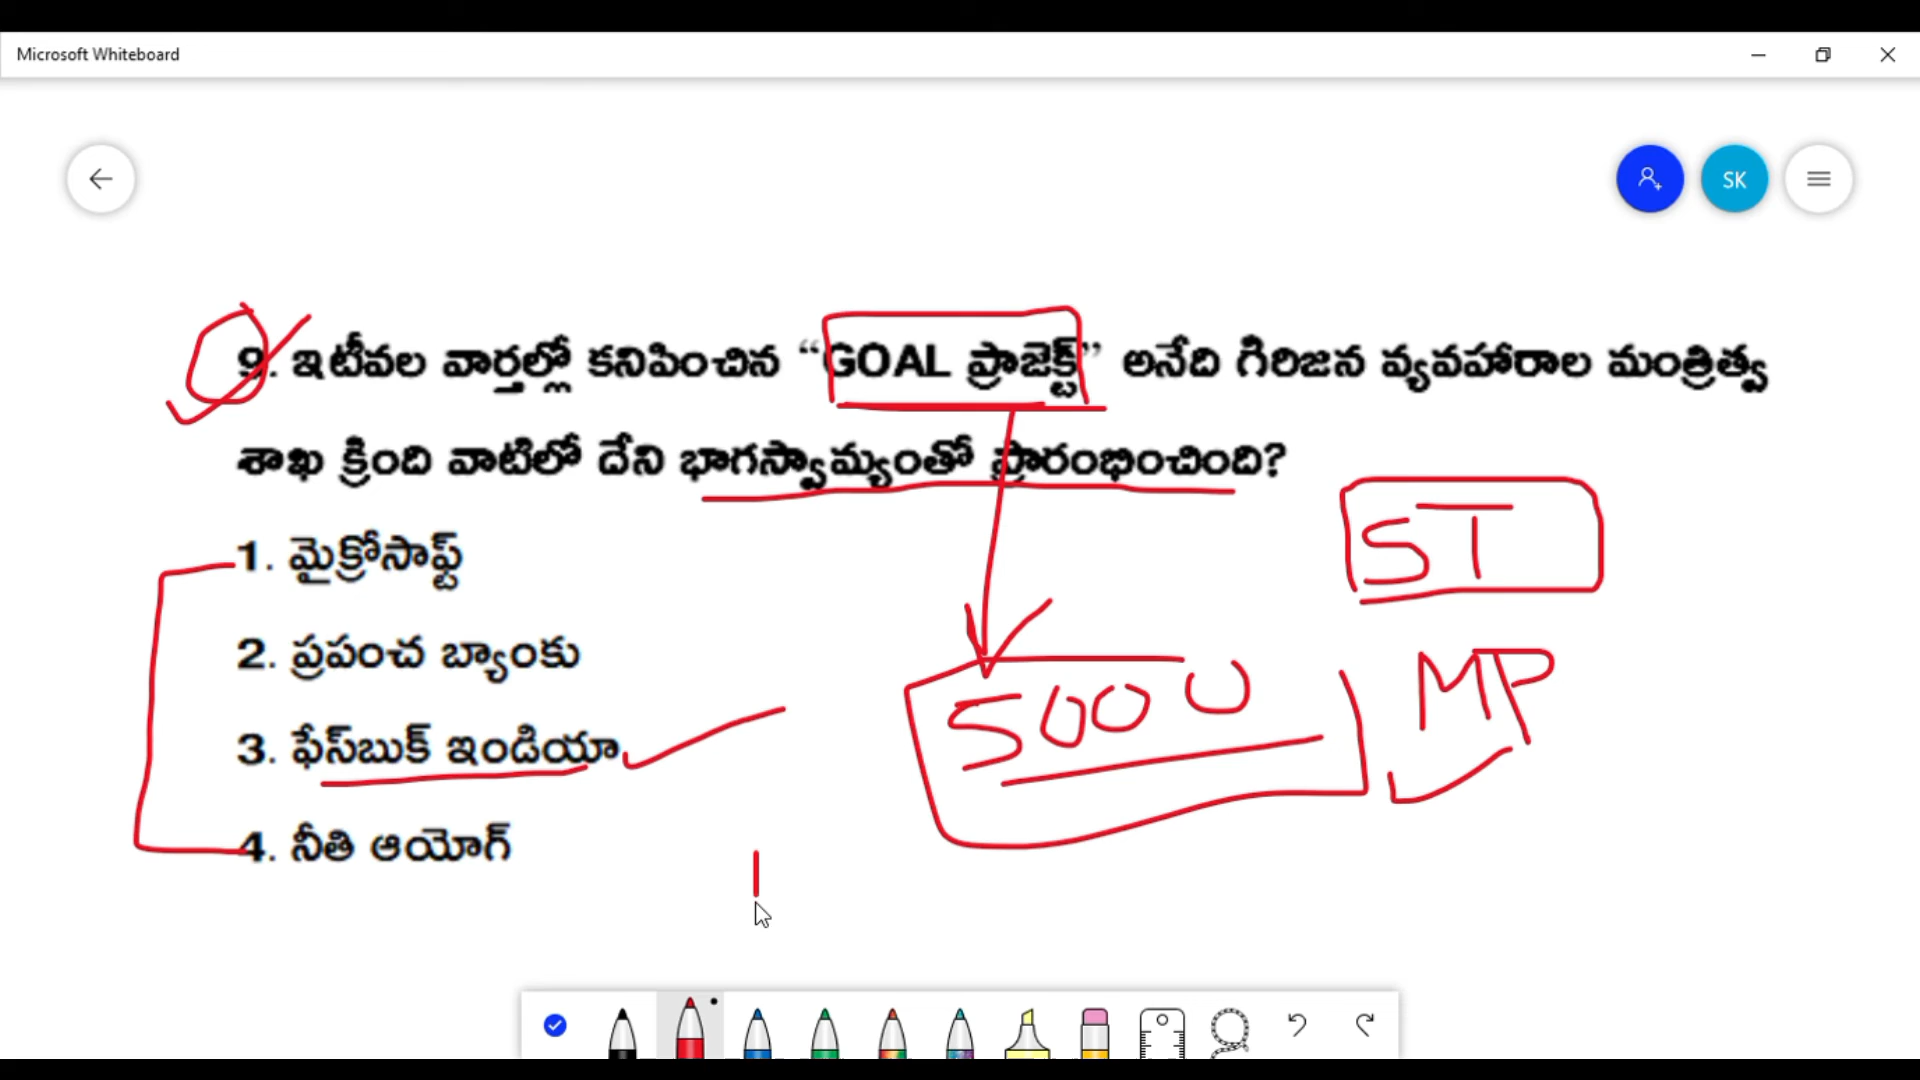 Microsoft Whiteboard
SK
9. ఇటీవల వార్తల్లో కనిపించిన “GOAL ప్రాజెక్ట్” అనేది గిరిజన వ్యవహారాల మంత్రిత్వ
శాఖ క్రింది వాటిలో దేని భాగస్వామ్యంతో ప్రారంభించింది?
1. మైక్రోసాఫ్ట్
ST
2. ప్రపంచ బ్యాంకు
5000
MP
3. ఫేస్‌బుక్ ఇండియా
4. నీతి ఆయోగ్